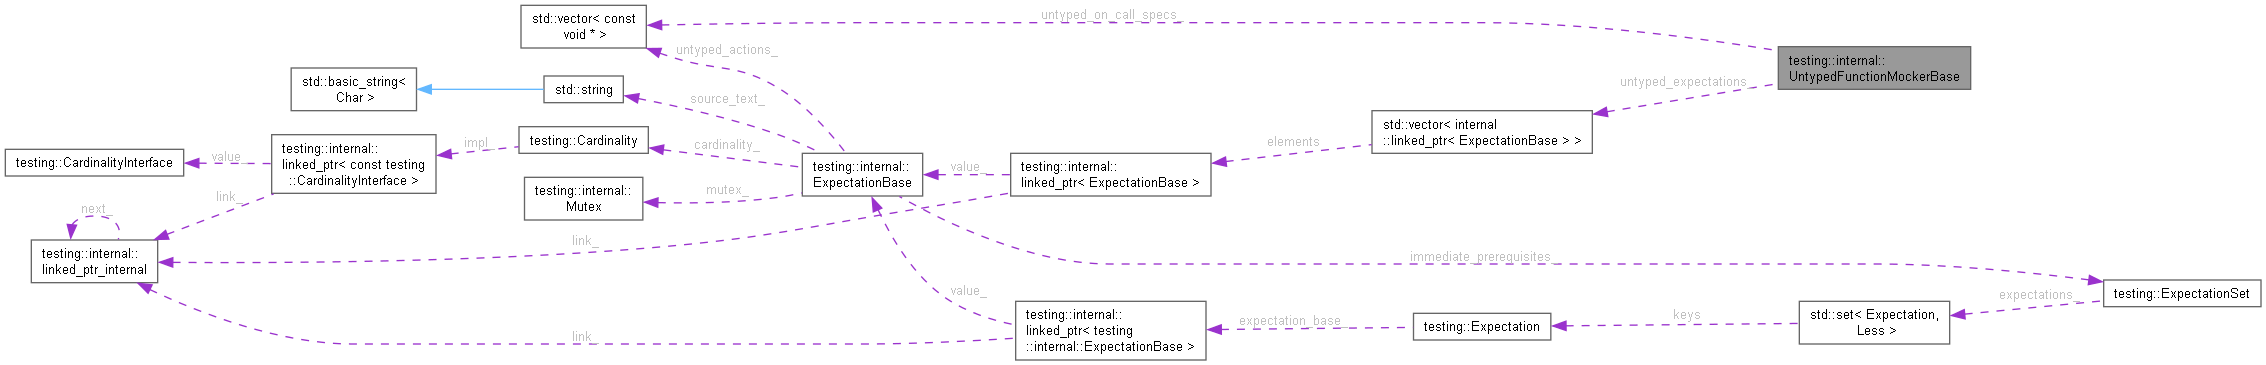 std::vector< const
void * >
untyped_on_call_specs_
testing::internal::
UntypedFunctionMockerBase
untyped_actions_
untyped_expectations_
std::basic_string<
Char >
std::string
source_text_
std::vector< internal
::linked_ptr< ExpectationBase > >
testing::CardinalityInterface
value_
testing::internal::
linked_ptr< const testing
::CardinalityInterface >
impl_
testing::Cardinality
cardinality_
testing::internal::
ExpectationBase
value_
testing::internal::
linked_ptr< ExpectationBase >
elements
testing::internal::
Mutex
mutex_
link_
next_
testing::internal::
linked_ptr_internal
link_
immediate_prerequisites_
testing::ExpectationSet
value_
expectations_
testing::internal::
linked_ptr< testing
::internal::ExpectationBase >
expectation_base_
testing::Expectation
keys
std::set< Expectation,
Less >
link_